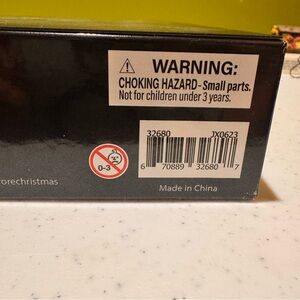 WARNING:
CHOKING HAZARD - Small parts.
Not for children under 3 years.
32680 JX0623
0-3
6 70889 32680 7
orechristmas
Made in China